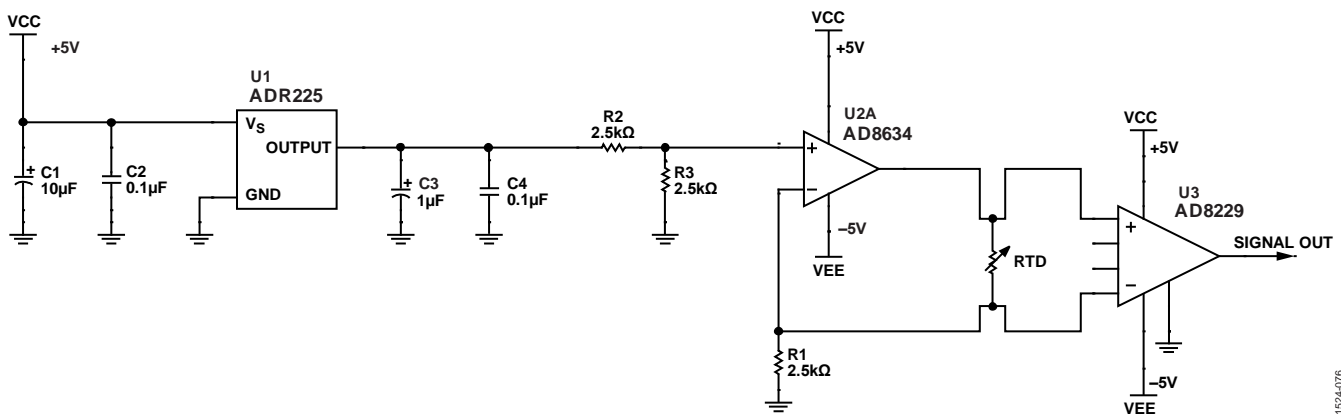 VCC
+5V
U1
ADR225
VS
OUTPUT
GND
+
C1
10µF
C2
0.1µF
+
C3
1µF
C4
0.1µF
R2
2.5kΩ
R3
2.5kΩ
VCC
+5V
U2A
AD8634
+
−
−5V
VEE
R1
2.5kΩ
RTD
VCC
+5V
U3
AD8229
+
−
SIGNAL OUT
−5V
VEE